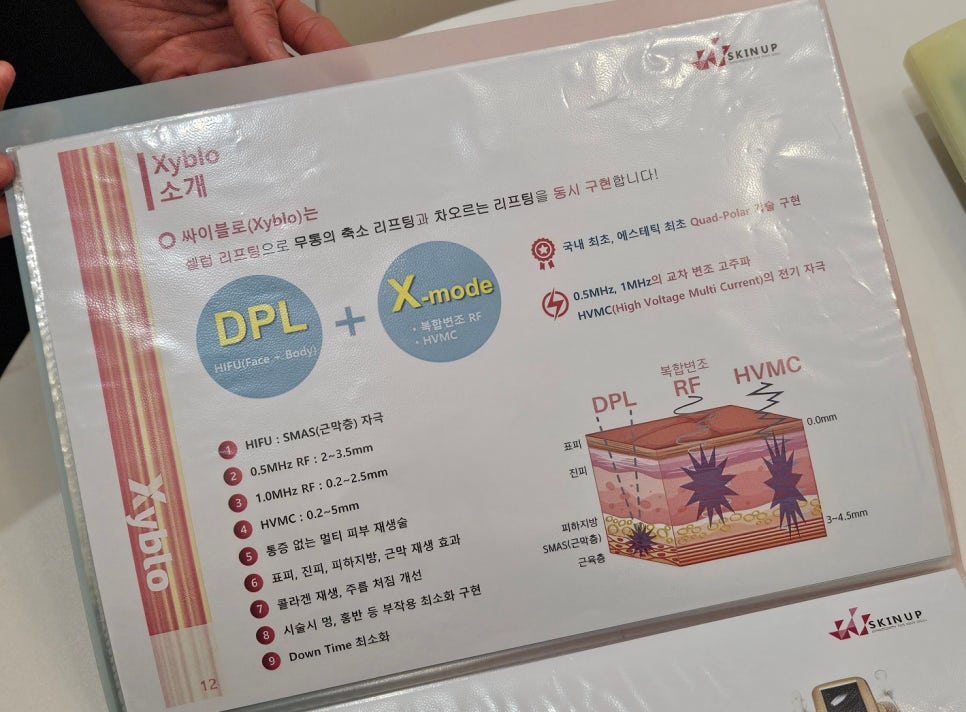 SKINUP
Xyblo
소개
싸이블로(Xyblo)는
셀럽 리프팅으로 무통의 축소 리프팅과 차오르는 리프팅을 동시 구현합니다!
DPL
HIFU(Face + Body)
+
X-mode
• 복합변조 RF
• HVMC
국내 최초, 에스테틱 최초 Quad-Polar 기술 구현
0.5MHz, 1MHz의 교차 변조 고주파
HVMC(High Voltage Multi Current)의 전기 자극
1 HIFU : SMAS(근막층) 자극
2 0.5MHz RF : 2~3.5mm
3 1.0MHz RF : 0.2~2.5mm
4 HVMC : 0.2~5mm
5 통증 없는 멀티 피부 재생술
6 표피, 진피, 피하지방, 근막 재생 효과
7 콜라겐 재생, 주름 처짐 개선
8 시술시 멍, 홍반 등 부작용 최소화 구현
9 Down Time 최소화
DPL
복합변조
RF
HVMC
0.0mm
표피
진피
피하지방
SMAS(근막층)
근육층
3~4.5mm
Xyblo
12
SKINUP